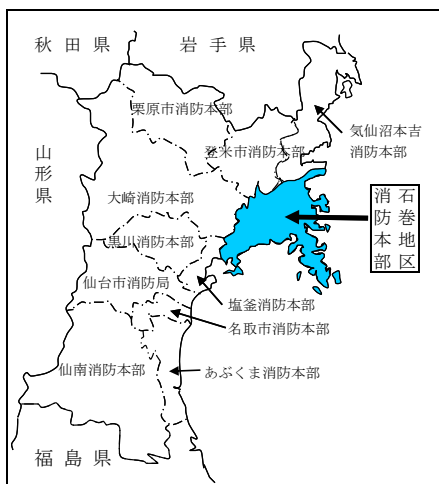 秋田県
岩手県
栗原市消防本部
気仙沼本吉
消防本部
登米市消防本部
山形県
大崎消防本部
石巻地区
消防本部
黒川消防本部
仙台市消防局
塩釜消防本部
名取市消防本部
仙南消防本部
あぶくま消防本部
福島県